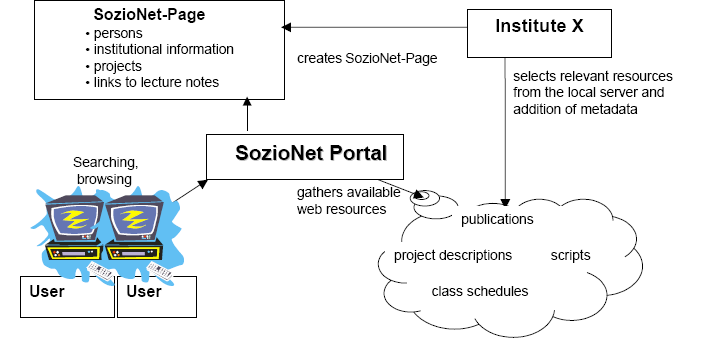 SozioNet-Page
• persons
• institutional information
• projects
• links to lecture notes
Institute X
creates SozioNet-Page
selects relevant resources
from the local server and
addition of metadata
SozioNet Portal
Searching,
browsing
gathers available
web resources
publications
project descriptions
scripts
class schedules
User
User